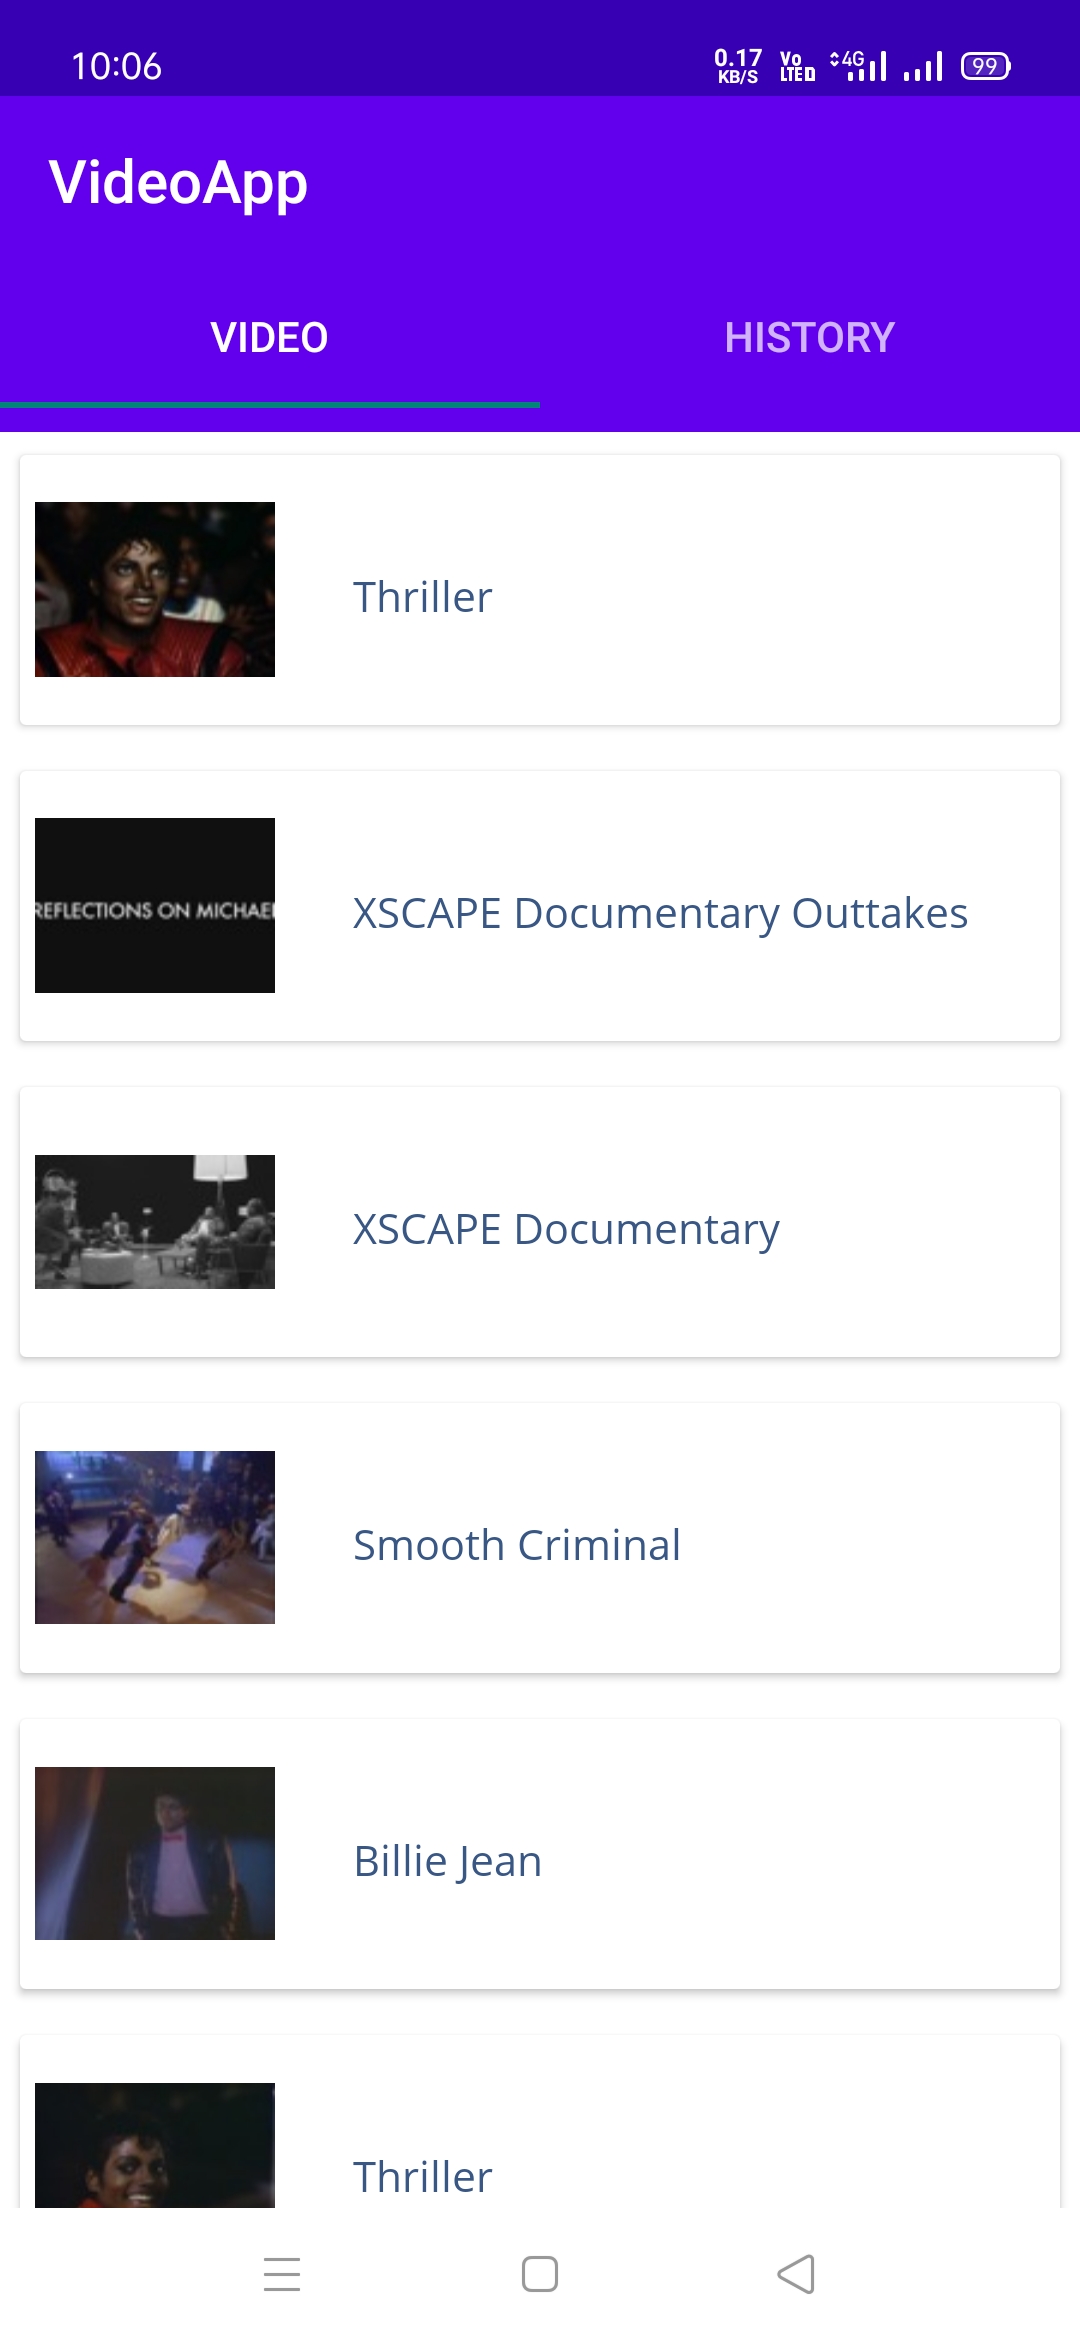 10:06
0.17
KB/S
Vo
LTE
4G
99
VideoApp
VIDEO
HISTORY
Thriller
REFLECTIONS ON MICHAEL
XSCAPE Documentary Outtakes
XSCAPE Documentary
Smooth Criminal
Billie Jean
Thriller